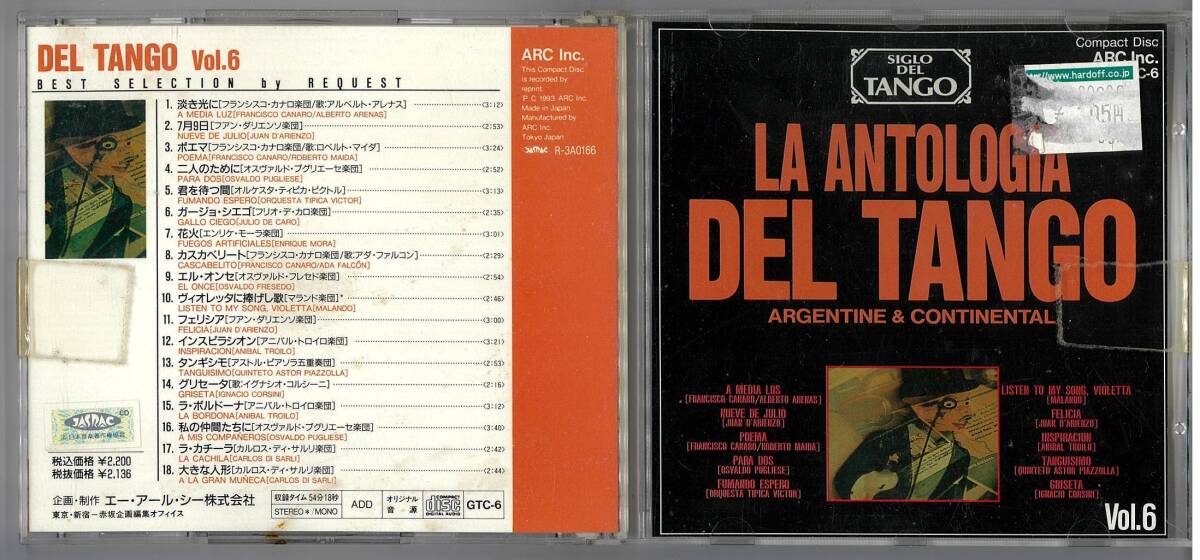 DEL TANGO Vol.6
BEST SELECTION by REQUEST
1. 淡き光に[フランシスコ・カナロ楽団/歌:アルベルト・アレナス] (3:12)
A MEDIA LUZ[FRANCISCO CANARO/ALBERTO ARENAS]
2. 7月9日[フアン・ダリエンソ楽団] (2:53)
NUEVE DE JULIO[JUAN D'ARIENZO]
3. ポエマ[フランシスコ・カナロ楽団/歌:ロベルト・マイダ] (3:24)
POEMA[FRANCISCO CANARO/ROBERTO MAIDA]
4. 二人のために[オスヴァルド・プグリエーセ楽団] (2:52)
PARA DOS[OSVALDO PUGLIESE]
5. 君を待つ間[オルケスタ・ティピカ・ビクトル] (3:13)
FUMANDO ESPERO[ORQUESTA TIPICA VICTOR]
6. ガージョ・シエゴ[フリオ・デ・カロ楽団] (2:35)
GALLO CIEGO[JULIO DE CARO]
7. 花火[エンリケ・モーラ楽団] (3:01)
FUEGOS ARTIFICIALES[ENRIQUE MORA]
8. カスカベリート[フランシスコ・カナロ楽団/歌:アダ・ファルコン] (2:29)
CASCABELITO[FRANCISCO CANARO/ADA FALCÓN]
9. エル・オンセ[オスヴァルド・フレセド楽団] (2:54)
EL ONCE[OSVALDO FRESEDO]
10. ヴィオレッタに捧げし歌[マランド楽団]* (2:46)
LISTEN TO MY SONG, VIOLETTA[MALANDO]
11. フェリシア[フアン・ダリエンソ楽団] (3:00)
FELICIA[JUAN D'ARIENZO]
12. インスピラシオン[アニバル・トロイロ楽団] (3:21)
INSPIRACION[ANIBAL TROILO]
13. タンギシモ[アストル・ピアソラ五重奏団] (2:53)
TANGUISIMO[QUINTETO ASTOR PIAZZOLLA]
14. グリセータ[歌:イグナシオ・コルシーニ] (2:16)
GRISETA[IGNACIO CORSINI]
15. ラ・ボルドーナ[アニバル・トロイロ楽団] (3:12)
LA BORDONA[ANIBAL TROILO]
16. 私の仲間たちに[オスヴァルド・プグリエーセ楽団] (3:40)
A MIS COMPAÑEROS[OSVALDO PUGLIESE]
17. ラ・カチーラ[カルロス・ディ・サルリ楽団] (2:42)
LA CACHILA[CARLOS DI SARLI]
18. 大きな人形[カルロス・ディ・サルリ楽団] (2:44)
A LA GRAN MUÑECA[CARLOS DI SARLI]
JASRAC
CD
税込価格 ¥2,200
税抜価格 ¥2,136
企画・制作 エー・アール・シー株式会社
東京・新宿−赤坂企画編集オフィス
収録タイム 54分18秒
STEREO*/MONO
ADD
オリジナル音源
COMPACT disc DIGITAL AUDIO
GTC-6
ARC Inc.
This Compact Disc
is recorded by
reprint
℗ C 1993 ARC Inc.
Made in Japan
Manufactured by
ARC Inc.
Tokyo Japan
JASRAC R-3A0166
SIGLO
DEL
TANGO
Compact Disc
ARC Inc.
C-6
http://www.hardoff.co.jp
LA ANTOLOGIA
DEL TANGO
ARGENTINE & CONTINENTAL
A MEDIA LUS
[FRANCISCO CANARO/ALBERTO ARENAS]
NUEVE DE JULIO
[JUAN D'ARIENZO]
POEMA
[FRANCISCO CANARO/ROBERTO MAIDA]
PARA DOS
[OSVALDO PUGLIESE]
FUMANDO ESPERO
[ORQUESTA TIPICA VICTOR]
LISTEN TO MY SONG, VIOLETTA
[MALANDO]
FELICIA
[JUAN D'ARIENZO]
INSPIRACION
[ANIBAL TROILO]
TANGUISIMO
[QUINTETO ASTOR PIAZZOLLA]
GRISETA
[IGNACIO CORSINI]
Vol.6